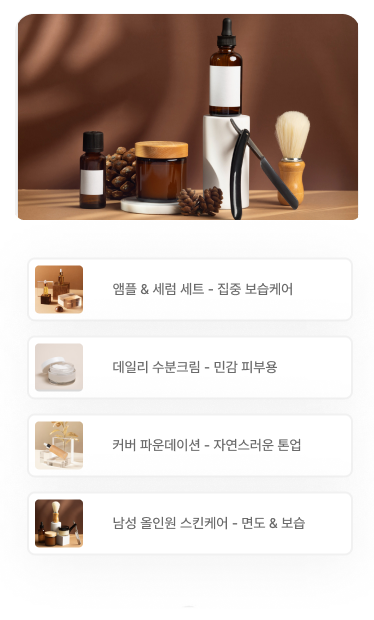 앰플 & 세럼 세트 - 집중 보습케어
데일리 수분크림 - 민감 피부용
커버 파운데이션 - 자연스러운 톤업
남성 올인원 스킨케어 - 면도 & 보습